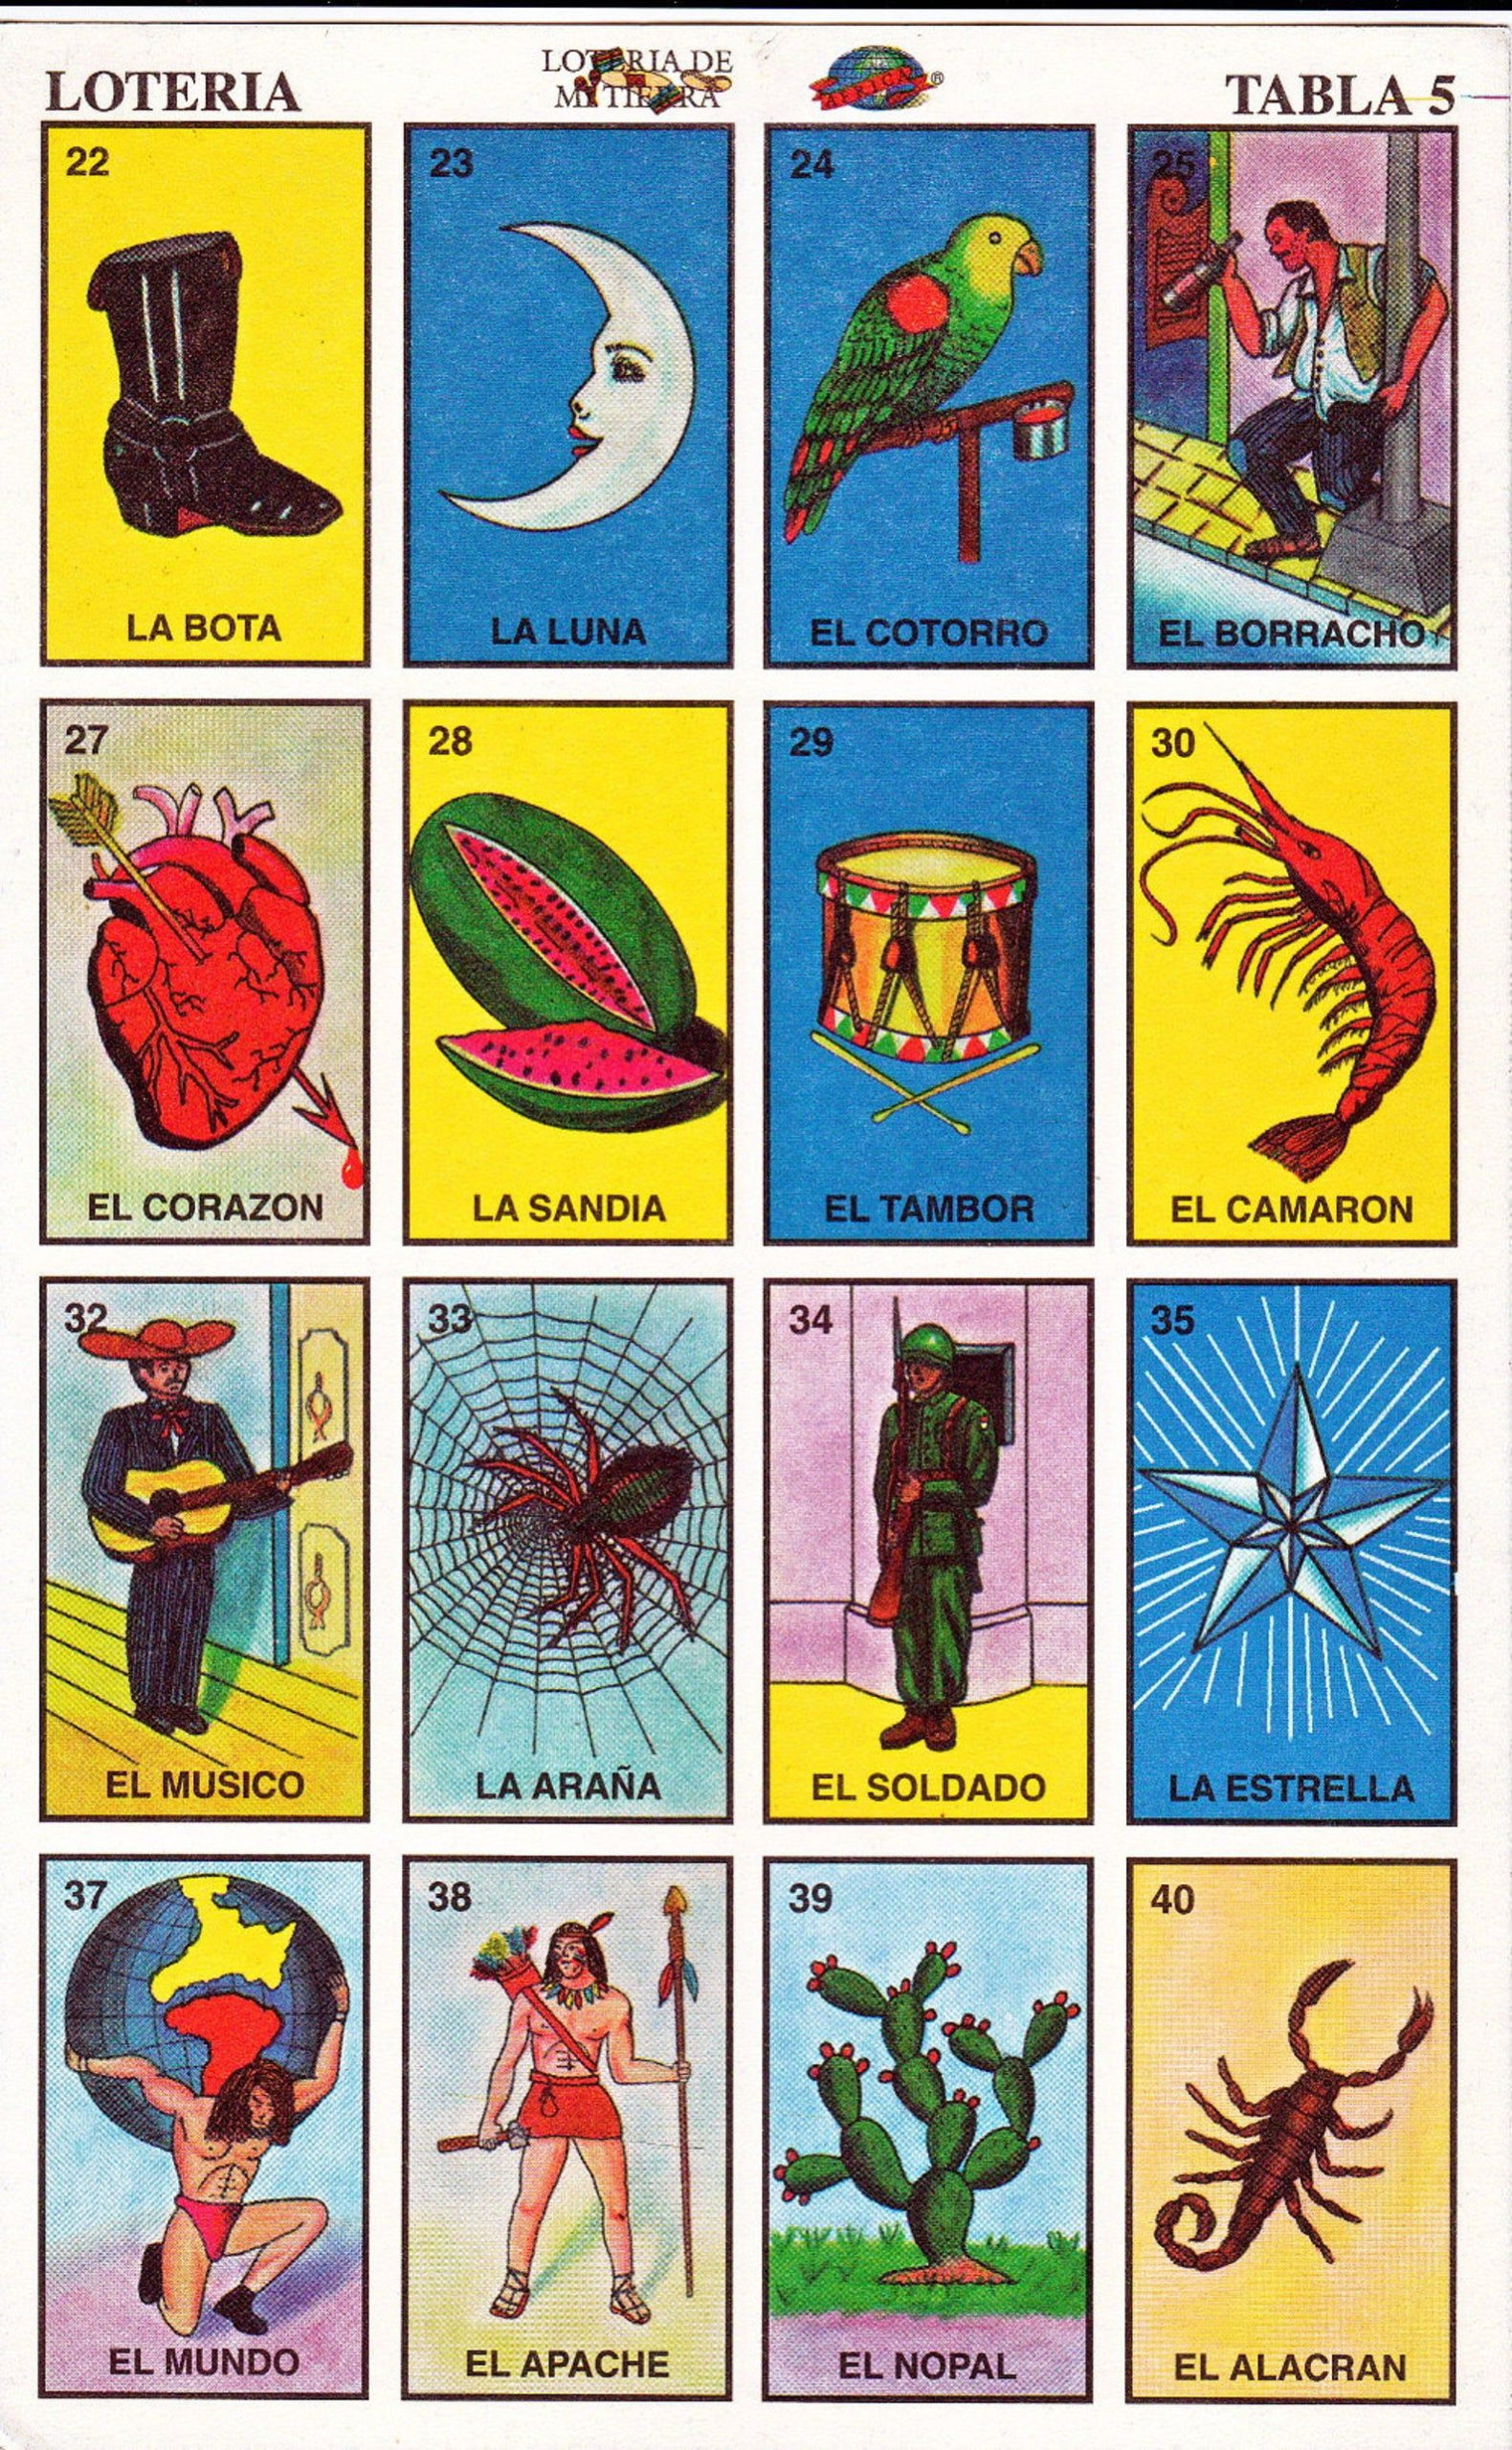 LOTERIA
LOTERIA DE
MI TIERRA
MEXICA ®
TABLA 5
22
23
24
25
LA BOTA
LA LUNA
EL COTORRO
EL BORRACHO
27
28
29
30
EL CORAZON
LA SANDIA
EL TAMBOR
EL CAMARON
32
33
34
35
EL MUSICO
LA ARAÑA
EL SOLDADO
LA ESTRELLA
37
38
39
40
EL MUNDO
EL APACHE
EL NOPAL
EL ALACRAN